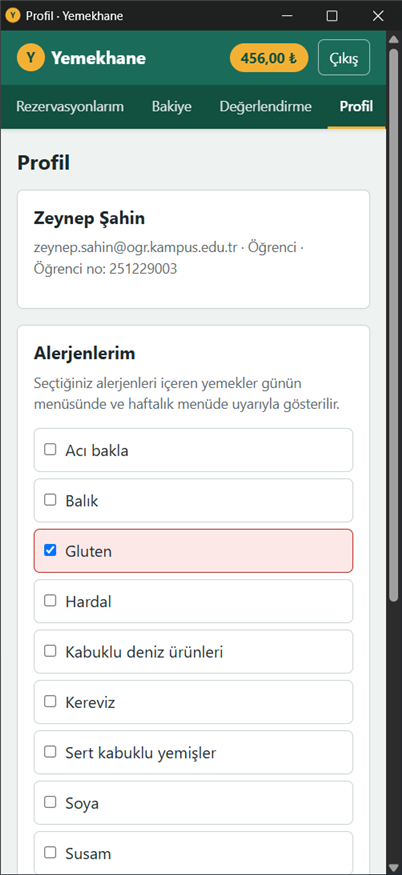 Y Profil · Yemekhane
Y Yemekhane 456,00 ₺ Çıkış
Rezervasyonlarım Bakiye Değerlendirme Profil
Profil
Zeynep Şahin
zeynep.sahin@ogr.kampus.edu.tr · Öğrenci ·
Öğrenci no: 251229003
Alerjenlerim
Seçtiğiniz alerjenleri içeren yemekler günün
menüsünde ve haftalık menüde uyarıyla gösterilir.
Acı bakla
Balık
Gluten
Hardal
Kabuklu deniz ürünleri
Kereviz
Sert kabuklu yemişler
Soya
Susam